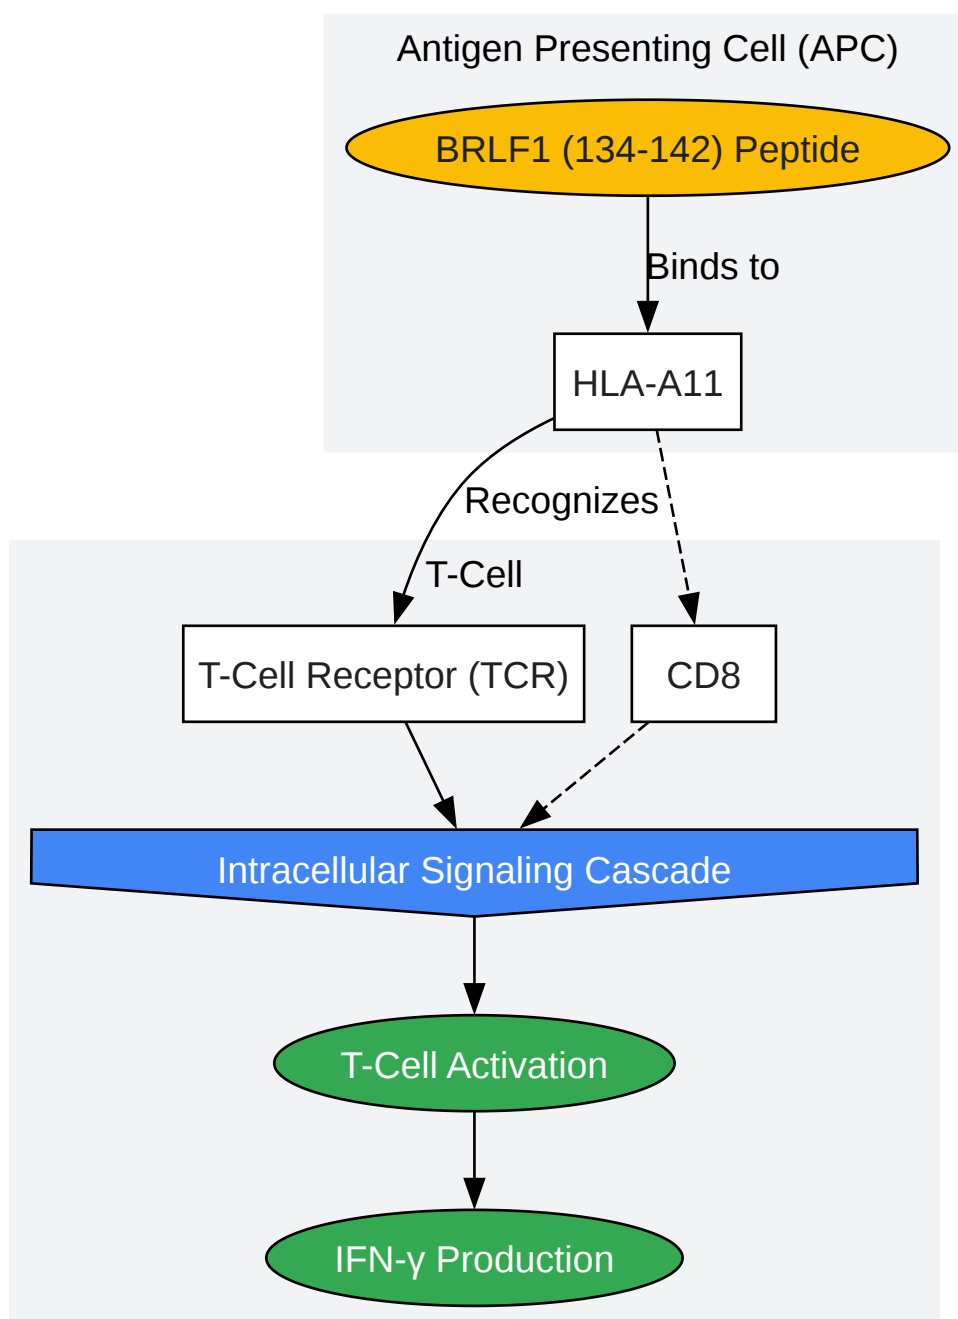 Antigen Presenting Cell (APC)
BRLF1 (134-142) Peptide
Binds to
HLA-A11
Recognizes
T-Cell
T-Cell Receptor (TCR)
CD8
Intracellular Signaling Cascade
T-Cell Activation
IFN-γ Production